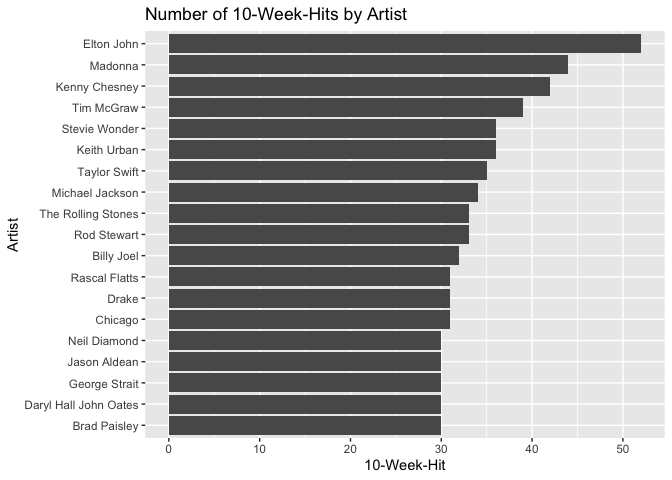 Number of 10-Week-Hits by Artist
Elton John
Madonna
Kenny Chesney
Tim McGraw
Stevie Wonder
Keith Urban
Taylor Swift
Michael Jackson
The Rolling Stones
Rod Stewart
Billy Joel
Rascal Flatts
Drake
Chicago
Neil Diamond
Jason Aldean
George Strait
Daryl Hall John Oates
Brad Paisley
Artist
0 10 20 30 40 50
10-Week-Hit